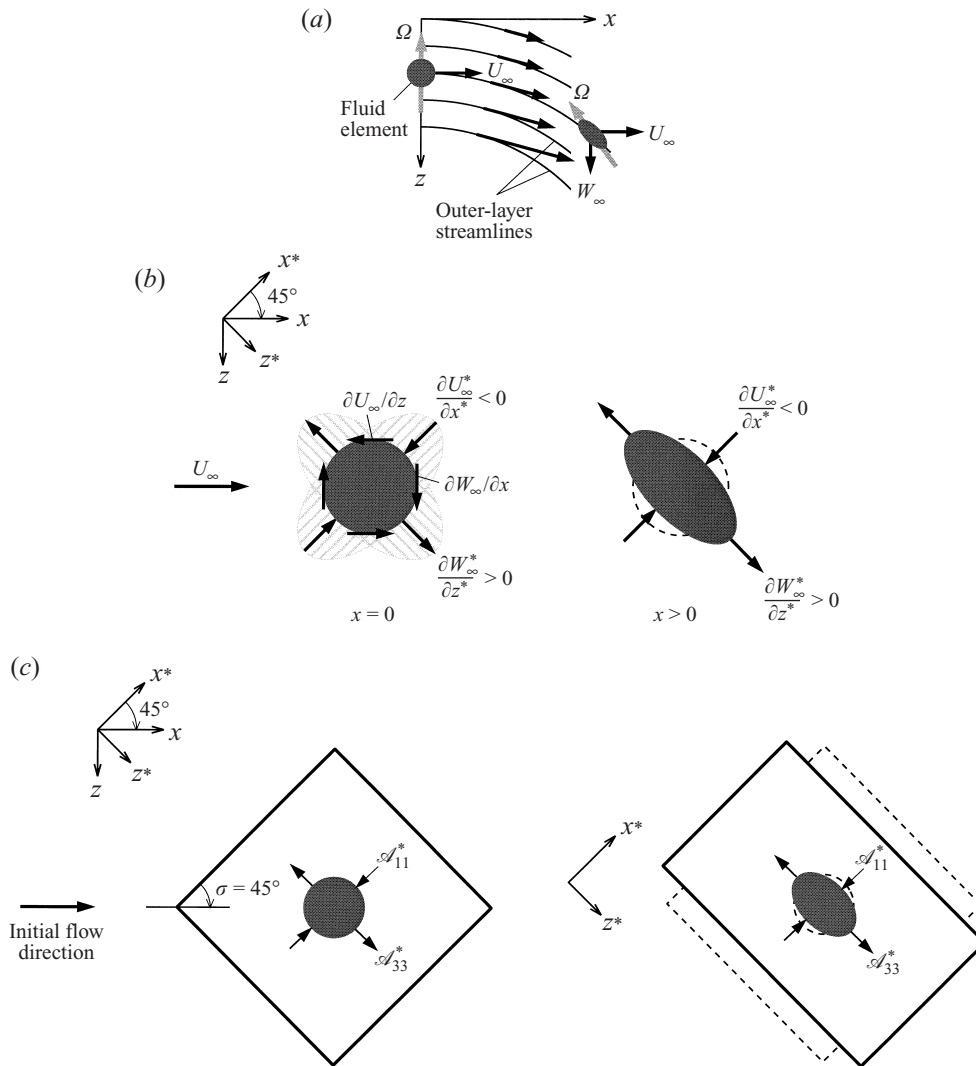 (a)
x
Ω
U∞
Fluid
element
Ω
U∞
z
W∞
Outer-layer
streamlines
(b)
x*
45°
x
z*
z
∂U∞/∂z
∂U*∞/∂x* < 0
∂U*∞/∂x* < 0
U∞
∂W∞/∂x
∂W*∞/∂z* > 0
∂W*∞/∂z* > 0
x = 0
x > 0
(c)
x*
45°
x
z*
z
x*
𝒜*11
𝒜*11
σ = 45°
z*
Initial flow
direction
𝒜*33
𝒜*33